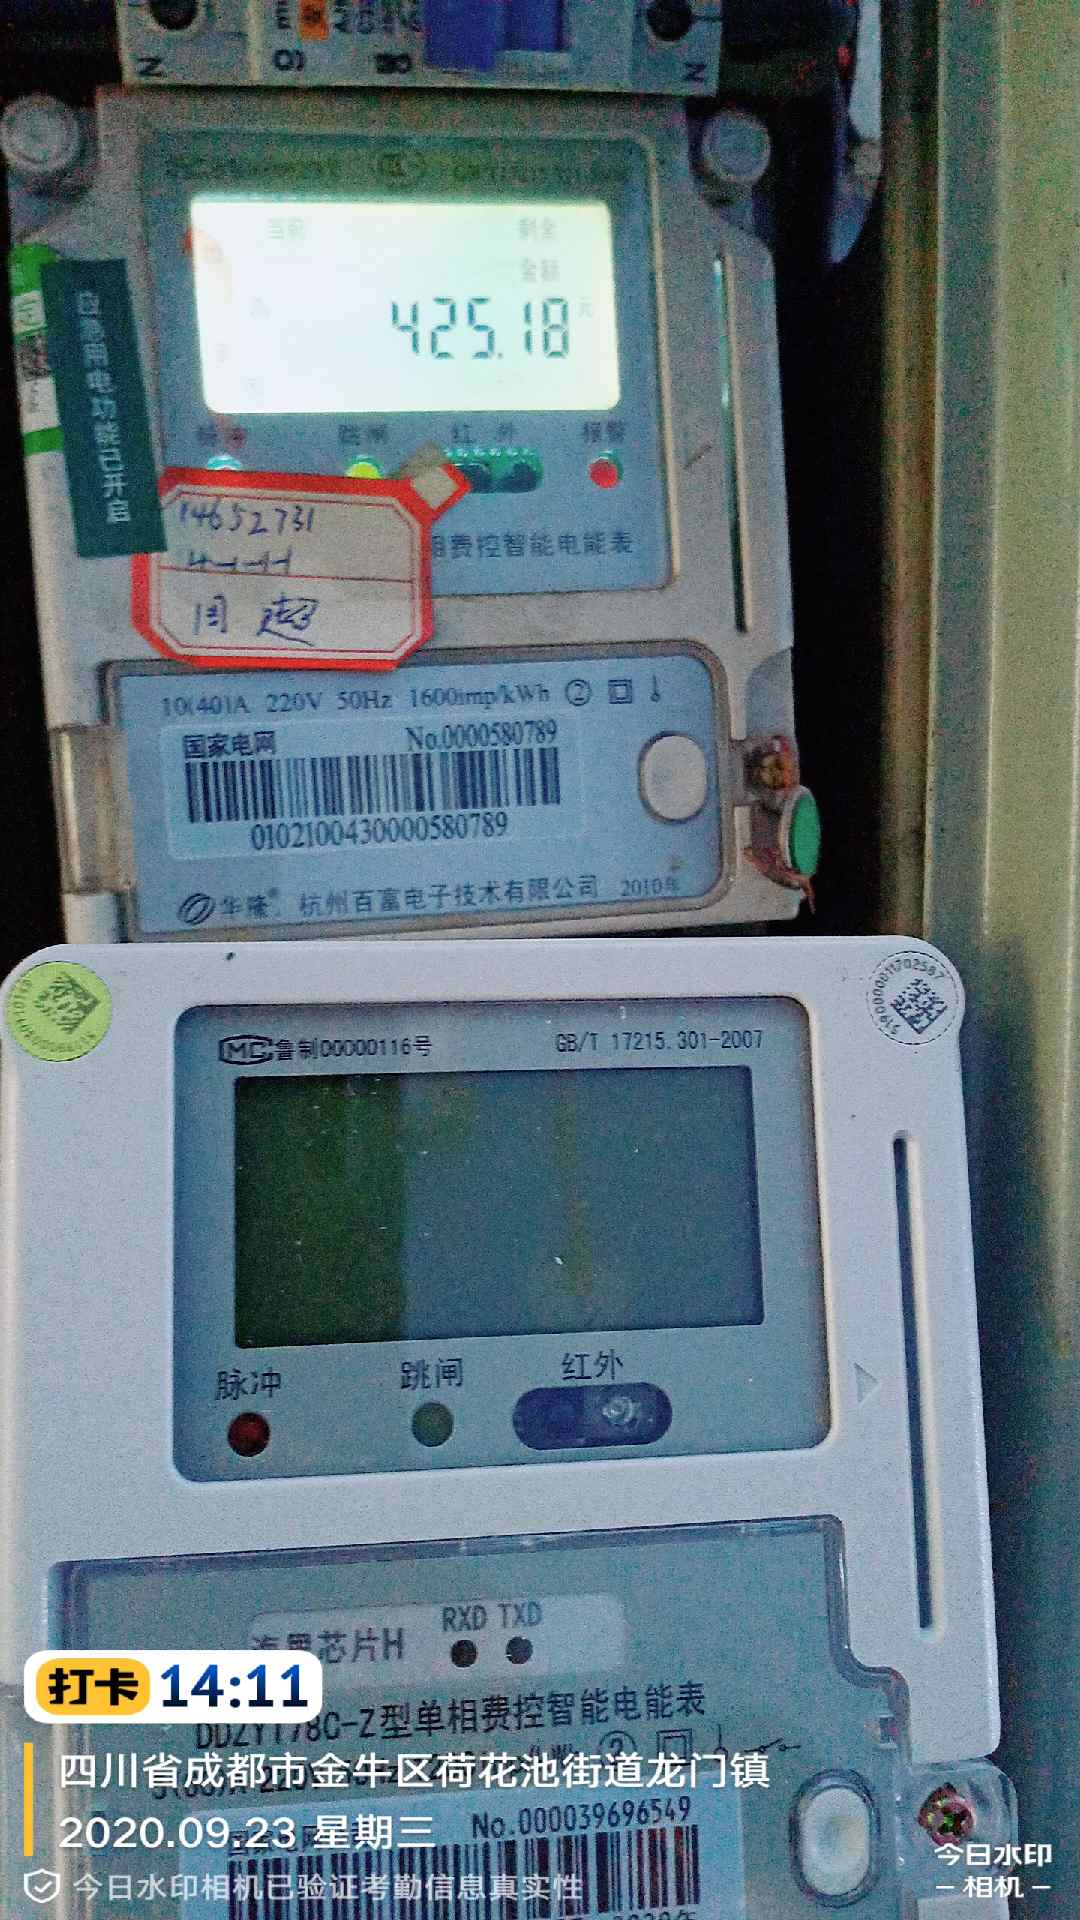 N
N
当前
剩余
金额
425.18
元
脉冲
跳闸
红 外
报警
应急用电功能已开启
14652731
4-1-11
周超
相费控智能电能表
10(40)A 220V 50Hz 1600imp/kWh ②
国家电网
No.0000580789
0102100430000580789
华隆® 杭州百富电子技术有限公司 2010年
MC鲁制00000116号
GB/T 17215.301-2007
脉冲
跳闸
红外
RXD TXD
芯片H
DDZY178C-Z型单相费控智能电能表
No.000039696549
打卡 14:11
四川省成都市金牛区荷花池街道龙门镇
2020.09.23 星期三
今日水印相机已验证考勤信息真实性
今日水印
相机